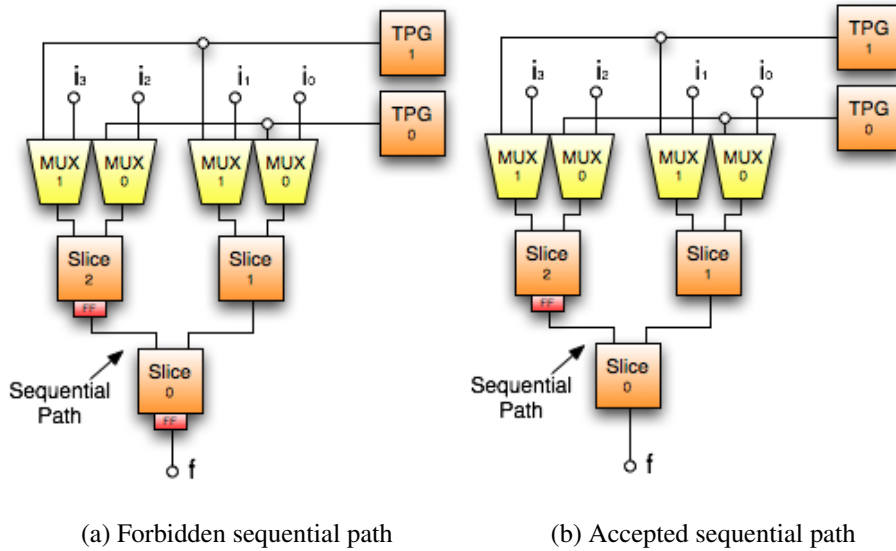 TPG
1
i₃ i₂ i₁ i₀
TPG
0
MUX
1
MUX
0
MUX
1
MUX
0
Slice
2
FF
Slice
1
Sequential
Path
Slice
0
FF
f
(a) Forbidden sequential path
TPG
1
i₃ i₂ i₁ i₀
TPG
0
MUX
1
MUX
0
MUX
1
MUX
0
Slice
2
FF
Slice
1
Sequential
Path
Slice
0
f
(b) Accepted sequential path